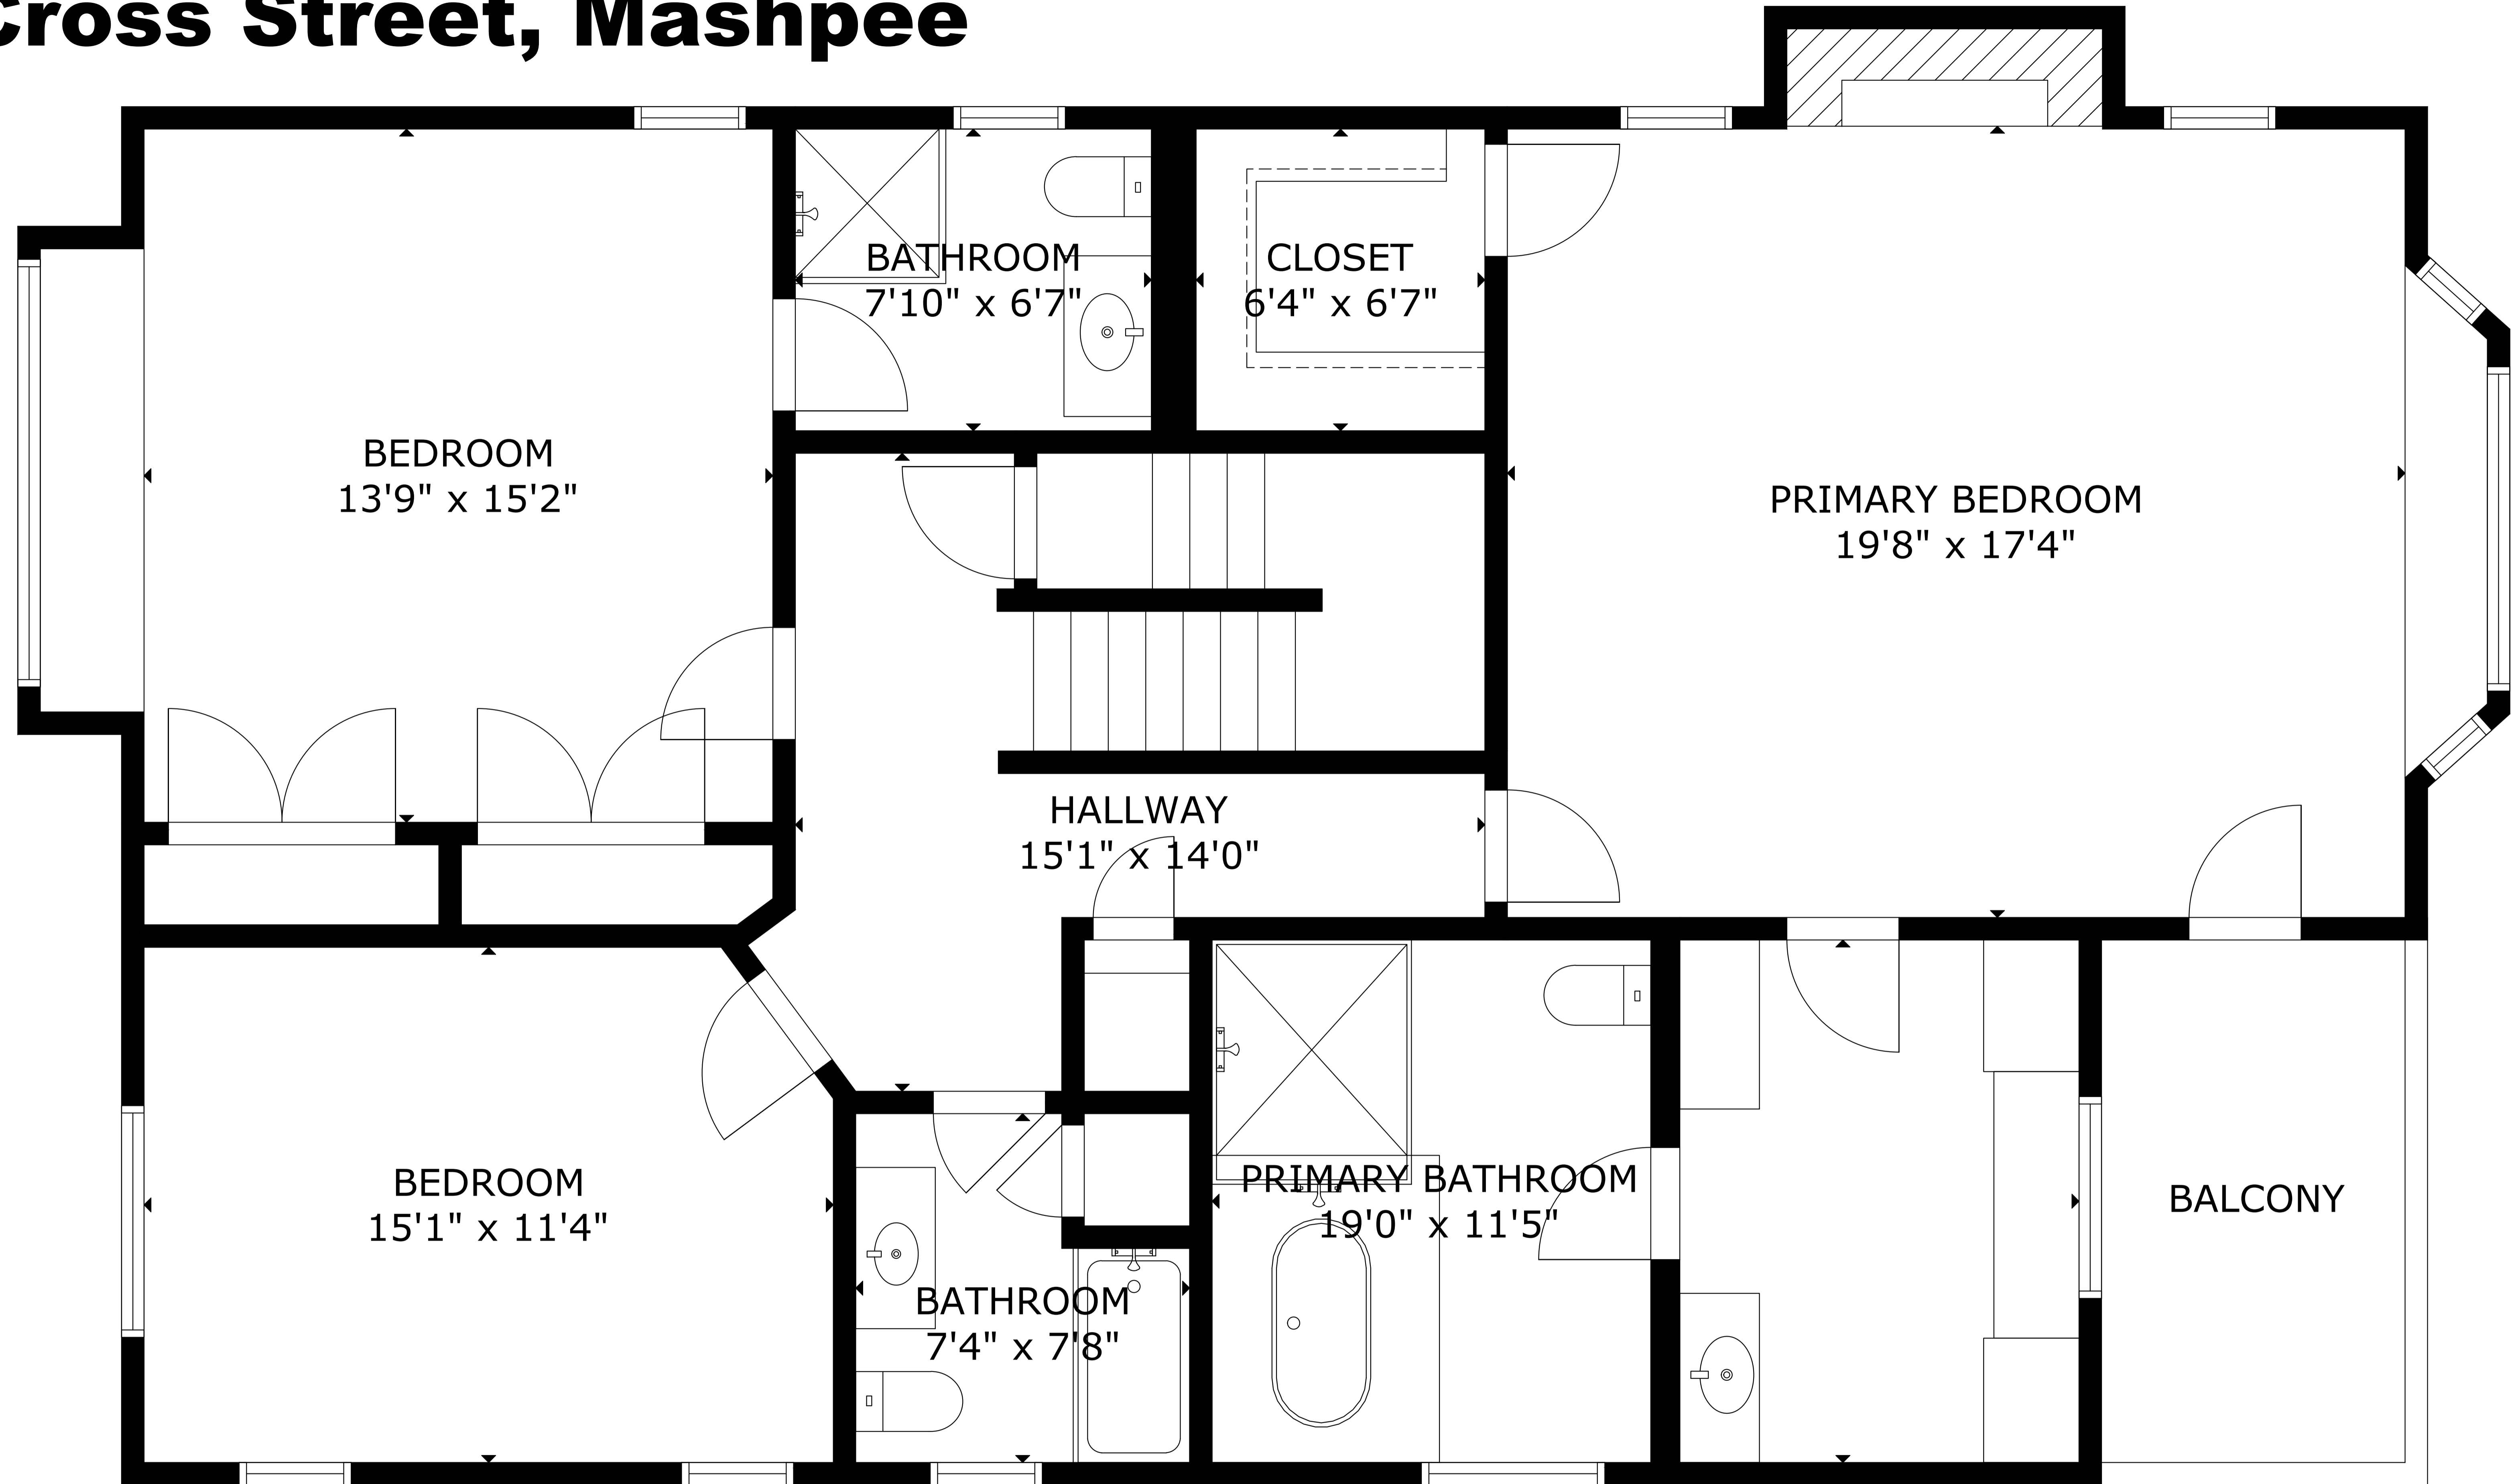 Cross Street, Mashpee
BATHROOM
7'10" x 6'7"
CLOSET
6'4" x 6'7"
BEDROOM
13'9" x 15'2"
PRIMARY BEDROOM
19'8" x 17'4"
HALLWAY
15'1" x 14'0"
BEDROOM
15'1" x 11'4"
PRIMARY BATHROOM
19'0" x 11'5"
BALCONY
BATHROOM
7'4" x 7'8"